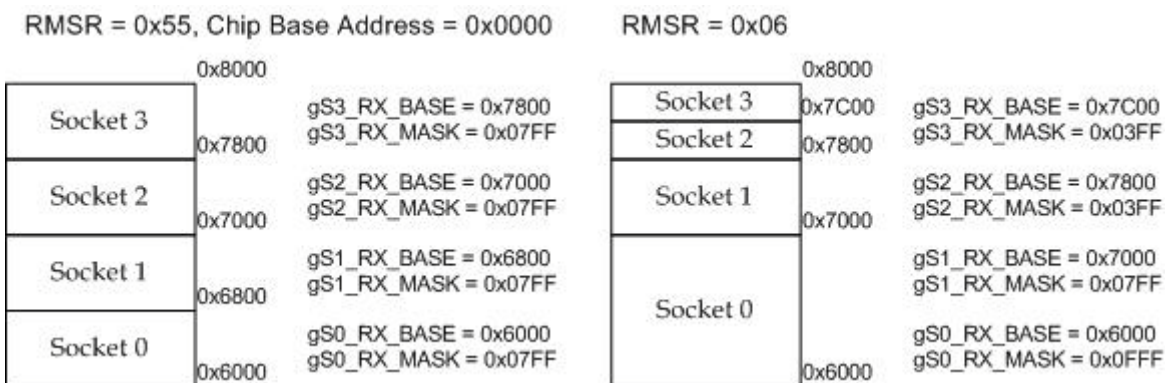 RMSR = 0x55, Chip Base Address = 0x0000
0x8000
Socket 3
gS3_RX_BASE = 0x7800
gS3_RX_MASK = 0x07FF
0x7800
Socket 2
gS2_RX_BASE = 0x7000
gS2_RX_MASK = 0x07FF
0x7000
Socket 1
gS1_RX_BASE = 0x6800
gS1_RX_MASK = 0x07FF
0x6800
Socket 0
gS0_RX_BASE = 0x6000
gS0_RX_MASK = 0x07FF
0x6000
RMSR = 0x06
0x8000
Socket 3
0x7C00
gS3_RX_BASE = 0x7C00
gS3_RX_MASK = 0x03FF
Socket 2
0x7800
Socket 1
gS2_RX_BASE = 0x7800
gS2_RX_MASK = 0x03FF
0x7000
Socket 0
gS1_RX_BASE = 0x7000
gS1_RX_MASK = 0x07FF
gS0_RX_BASE = 0x6000
gS0_RX_MASK = 0x0FFF
0x6000